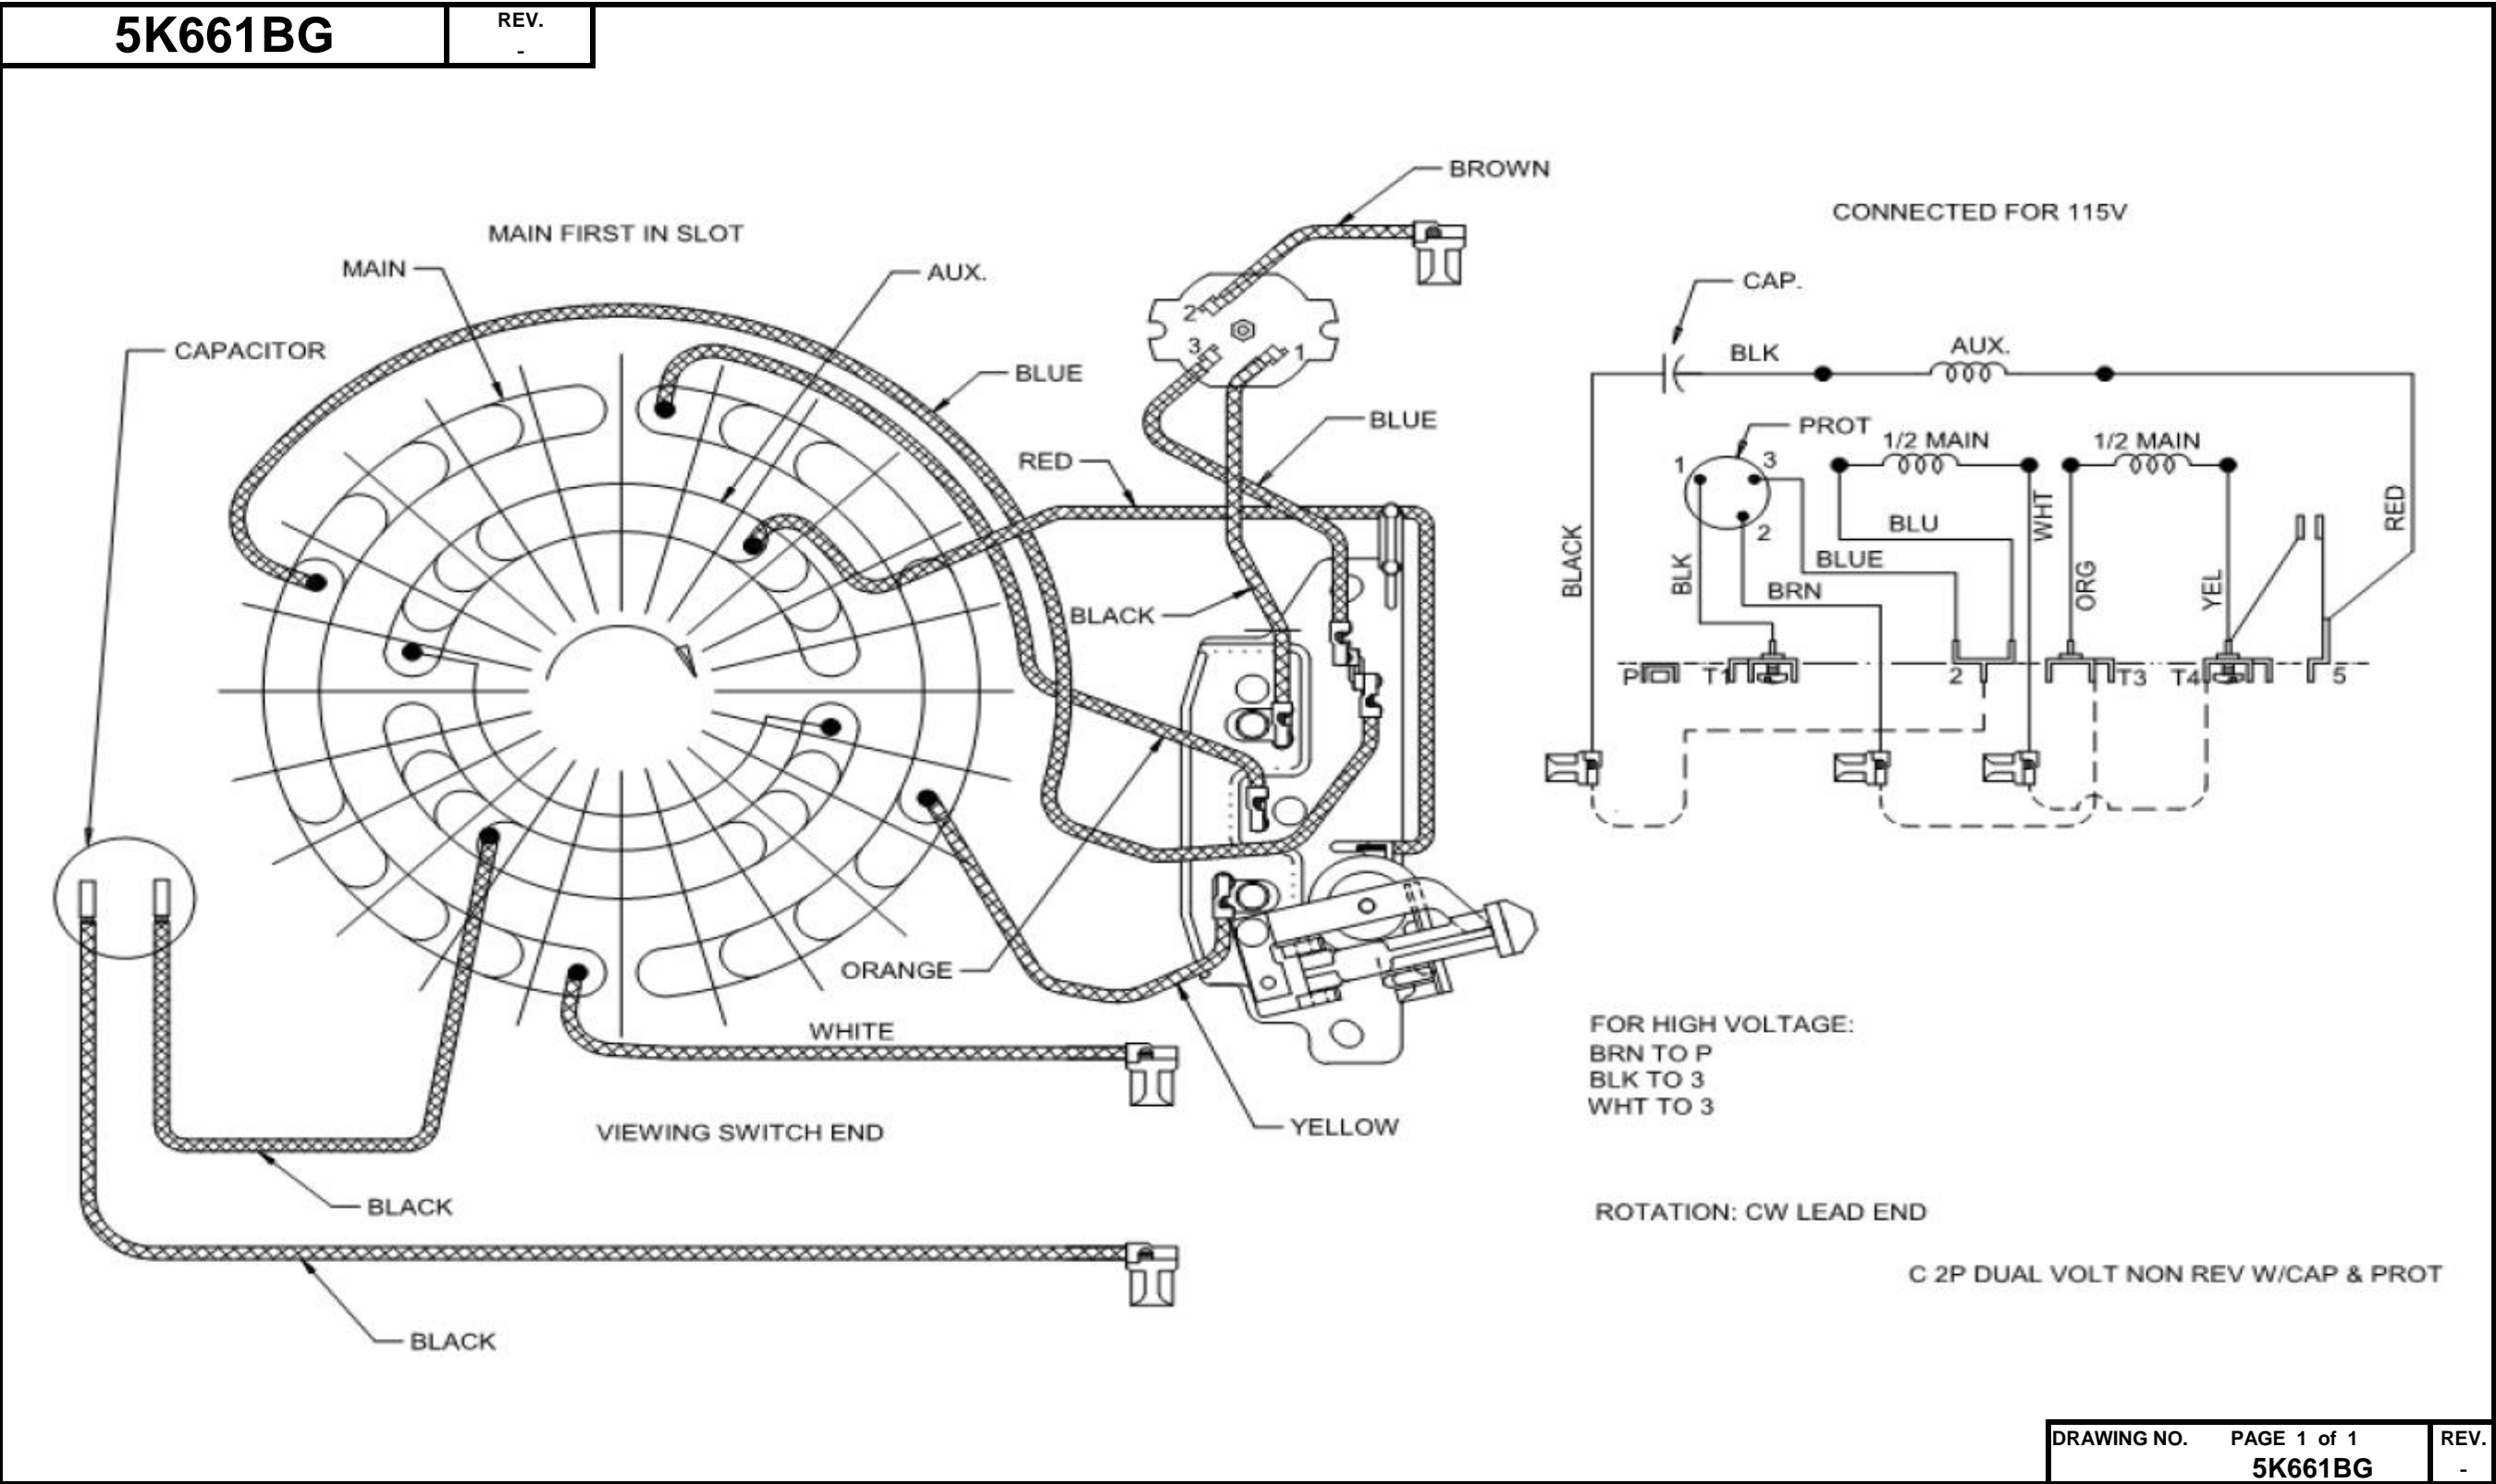 5K661BG
REV.
-
BROWN
CONNECTED FOR 115V
MAIN FIRST IN SLOT
MAIN
AUX.
CAP.
2
3
1
CAPACITOR
BLUE
BLK
AUX.
BLUE
RED
PROT
1/2 MAIN
1/2 MAIN
1
3
2
BLACK
BLK
BLU
WHT
BLUE
BRN
ORG
YEL
RED
BLACK
P
T1
2
T3
T4
5
ORANGE
WHITE
FOR HIGH VOLTAGE:
BRN TO P
BLK TO 3
WHT TO 3
VIEWING SWITCH END
YELLOW
BLACK
ROTATION: CW LEAD END
C 2P DUAL VOLT NON REV W/CAP & PROT
BLACK
DRAWING NO. PAGE 1 of 1
5K661BG
REV.
-